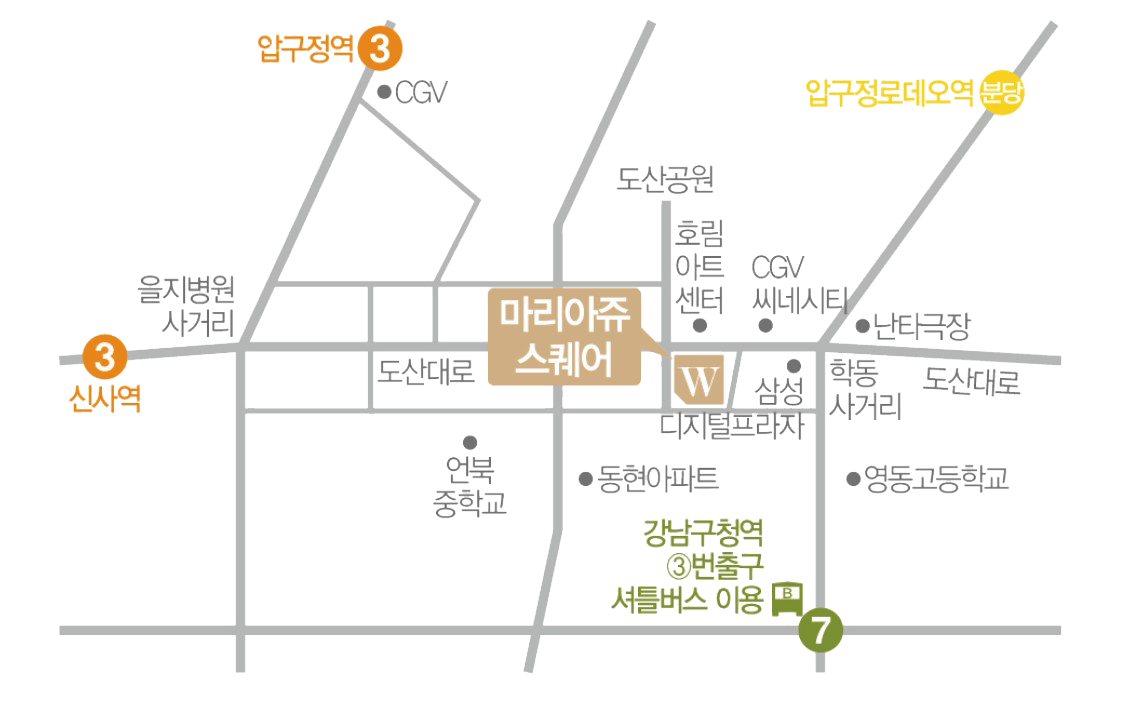 압구정역 3
CGV
압구정로데오역 분당
도산공원
호림
아트
센터
CGV
씨네시티
을지병원
사거리
난타극장
마리아쥬
스퀘어
3
신사역
도산대로
W
삼성
디지털프라자
학동
사거리
도산대로
언북
중학교
동현아파트
영동고등학교
강남구청역
③번출구
셔틀버스 이용
B
7